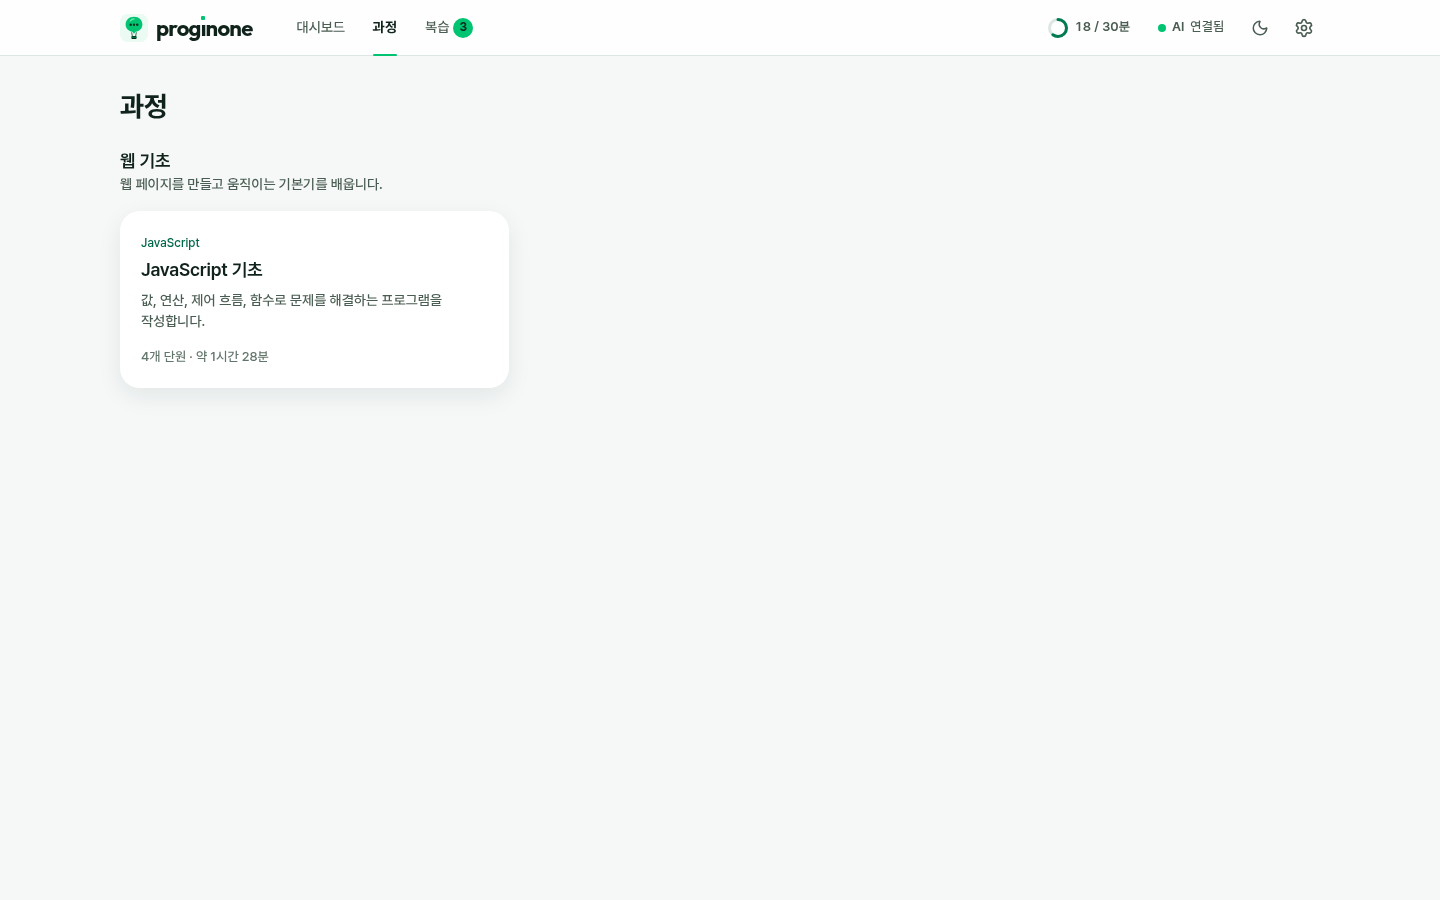 proginone
대시보드
과정
복습 3
18 / 30분
AI 연결됨
과정
웹 기초
웹 페이지를 만들고 움직이는 기본기를 배웁니다.
JavaScript
JavaScript 기초
값, 연산, 제어 흐름, 함수로 문제를 해결하는 프로그램을
작성합니다.
4개 단원 · 약 1시간 28분